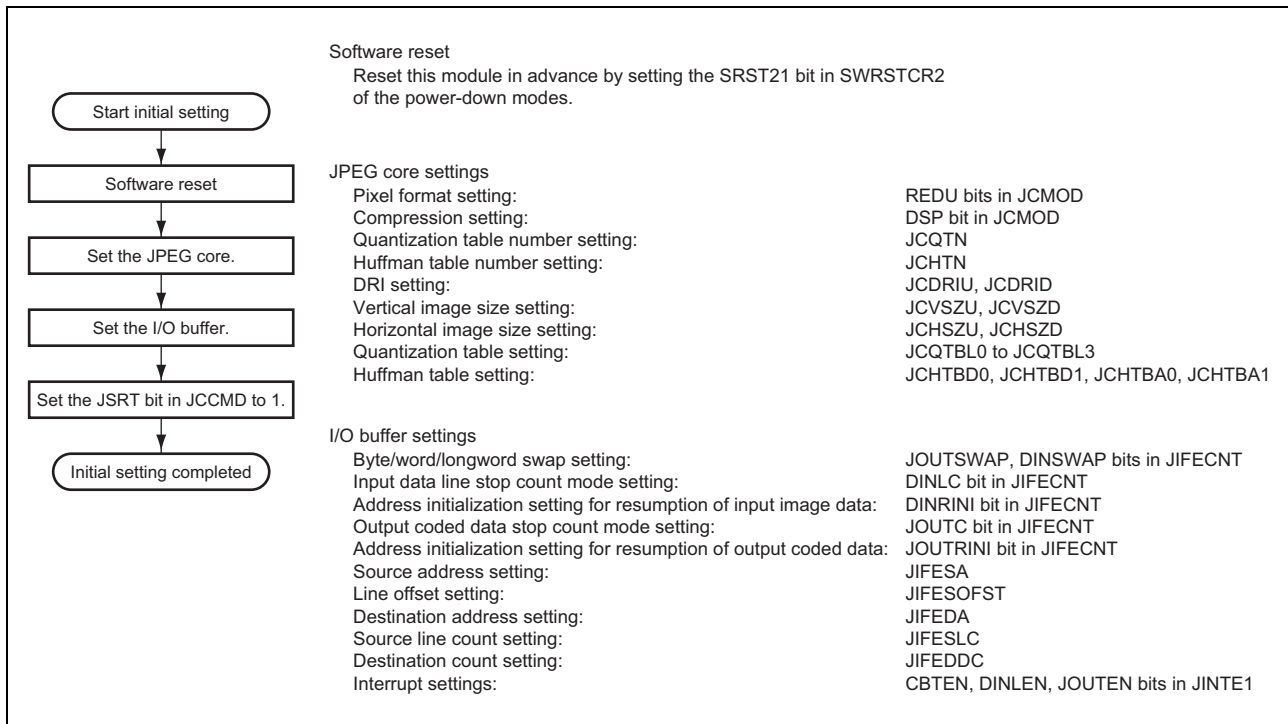 Start initial setting
Software reset
Set the JPEG core.
Set the I/O buffer.
Set the JSRT bit in JCCMD to 1.
Initial setting completed
Software reset
Reset this module in advance by setting the SRST21 bit in SWRSTCR2
of the power-down modes.
JPEG core settings
Pixel format setting: REDU bits in JCMOD
Compression setting: DSP bit in JCMOD
Quantization table number setting: JCQTN
Huffman table number setting: JCHTN
DRI setting: JCDRIU, JCDRID
Vertical image size setting: JCVSZU, JCVSZD
Horizontal image size setting: JCHSZU, JCHSZD
Quantization table setting: JCQTBL0 to JCQTBL3
Huffman table setting: JCHTBD0, JCHTBD1, JCHTBA0, JCHTBA1
I/O buffer settings
Byte/word/longword swap setting: JOUTSWAP, DINSWAP bits in JIFECNT
Input data line stop count mode setting: DINLC bit in JIFECNT
Address initialization setting for resumption of input image data: DINRINI bit in JIFECNT
Output coded data stop count mode setting: JOUTC bit in JIFECNT
Address initialization setting for resumption of output coded data: JOUTRINI bit in JIFECNT
Source address setting: JIFESA
Line offset setting: JIFESOFST
Destination address setting: JIFEDA
Source line count setting: JIFESLC
Destination count setting: JIFEDDC
Interrupt settings: CBTEN, DINLEN, JOUTEN bits in JINTE1